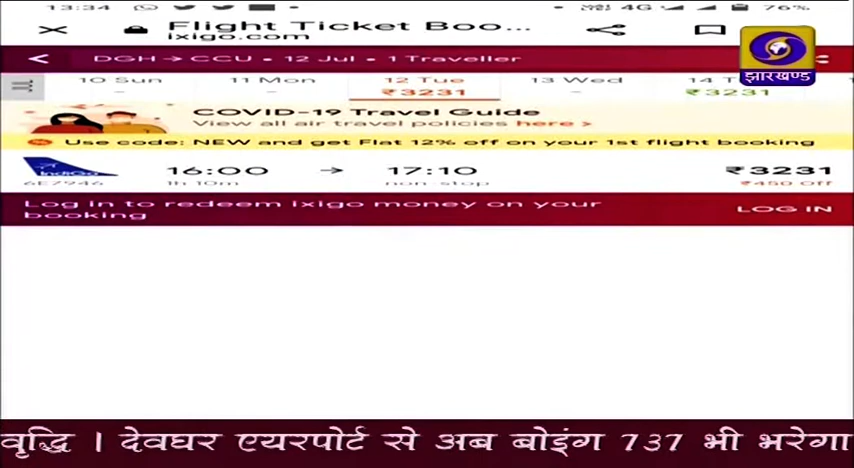 13:34 4G 76%
Flight Ticket Boo...
ixigo.com
DGH → CCU • 12 Jul • 1 Traveller
झारखण्ड
10 Sun 11 Mon 12 Tue 13 Wed 14 T
- - ₹3231 - ₹3231
COVID-19 Travel Guide
View all air travel policies here >
Use code: NEW and get Flat 12% off on your 1st flight booking
IndiGo 16:00 → 17:10 ₹3231
6E7946 1h 10m non-stop ₹450 Off
Log in to redeem ixigo money on your
booking
LOG IN
वृद्धि । देवघर एयरपोर्ट से अब बोइंग 737 भी भरेगा